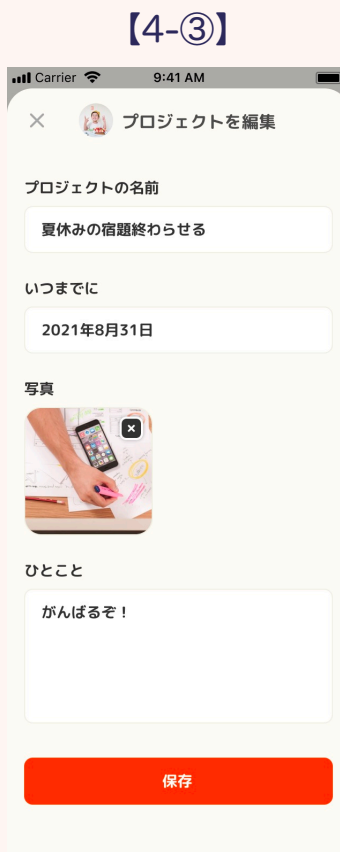 【4-③】
Carrier 9:41 AM
× プロジェクトを編集
プロジェクトの名前
夏休みの宿題終わらせる
いつまでに
2021年8月31日
写真
×
ひとこと
がんばるぞ！
保存